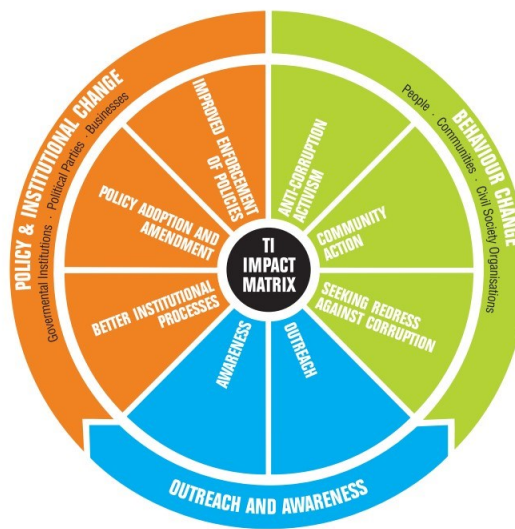 POLICY & INSTITUTIONAL CHANGE
Govermental Institutions · Political Parties · Businesses
BEHAVIOUR CHANGE
People · Communities · Civil Society Organisations
IMPROVED ENFORCEMENT
OF POLICIES
POLICY ADOPTION AND
AMENDMENT
BETTER INSTITUTIONAL
PROCESSES
ANTI-CORRUPTION
ACTIVISM
COMMUNITY
ACTION
SEEKING REDRESS
AGAINST CORRUPTION
TI
IMPACT
MATRIX
AWARENESS
OUTREACH
OUTREACH AND AWARENESS